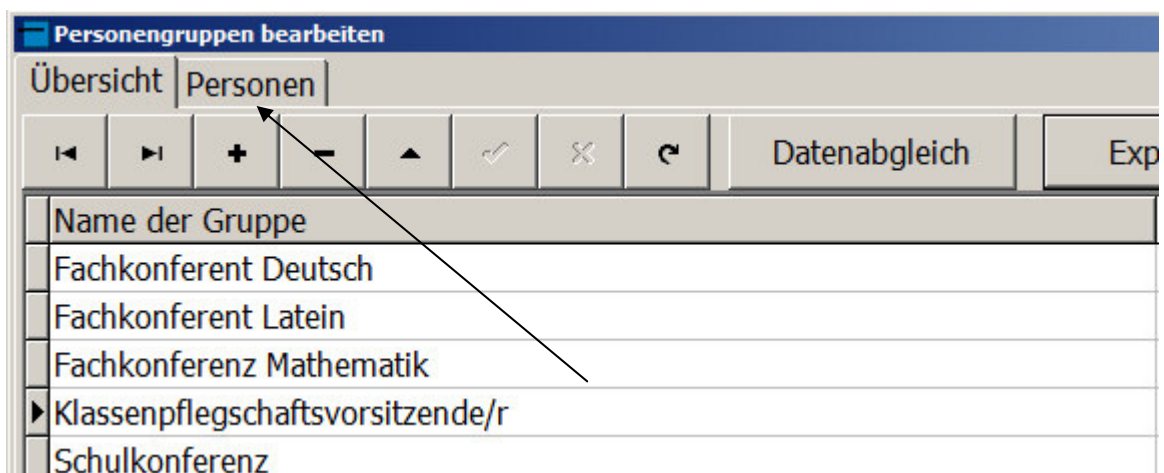 Personengruppen bearbeiten
Übersicht Personen
Datenabgleich Exp
Name der Gruppe
Fachkonferent Deutsch
Fachkonferent Latein
Fachkonferenz Mathematik
Klassenpflegschaftsvorsitzende/r
Schulkonferenz